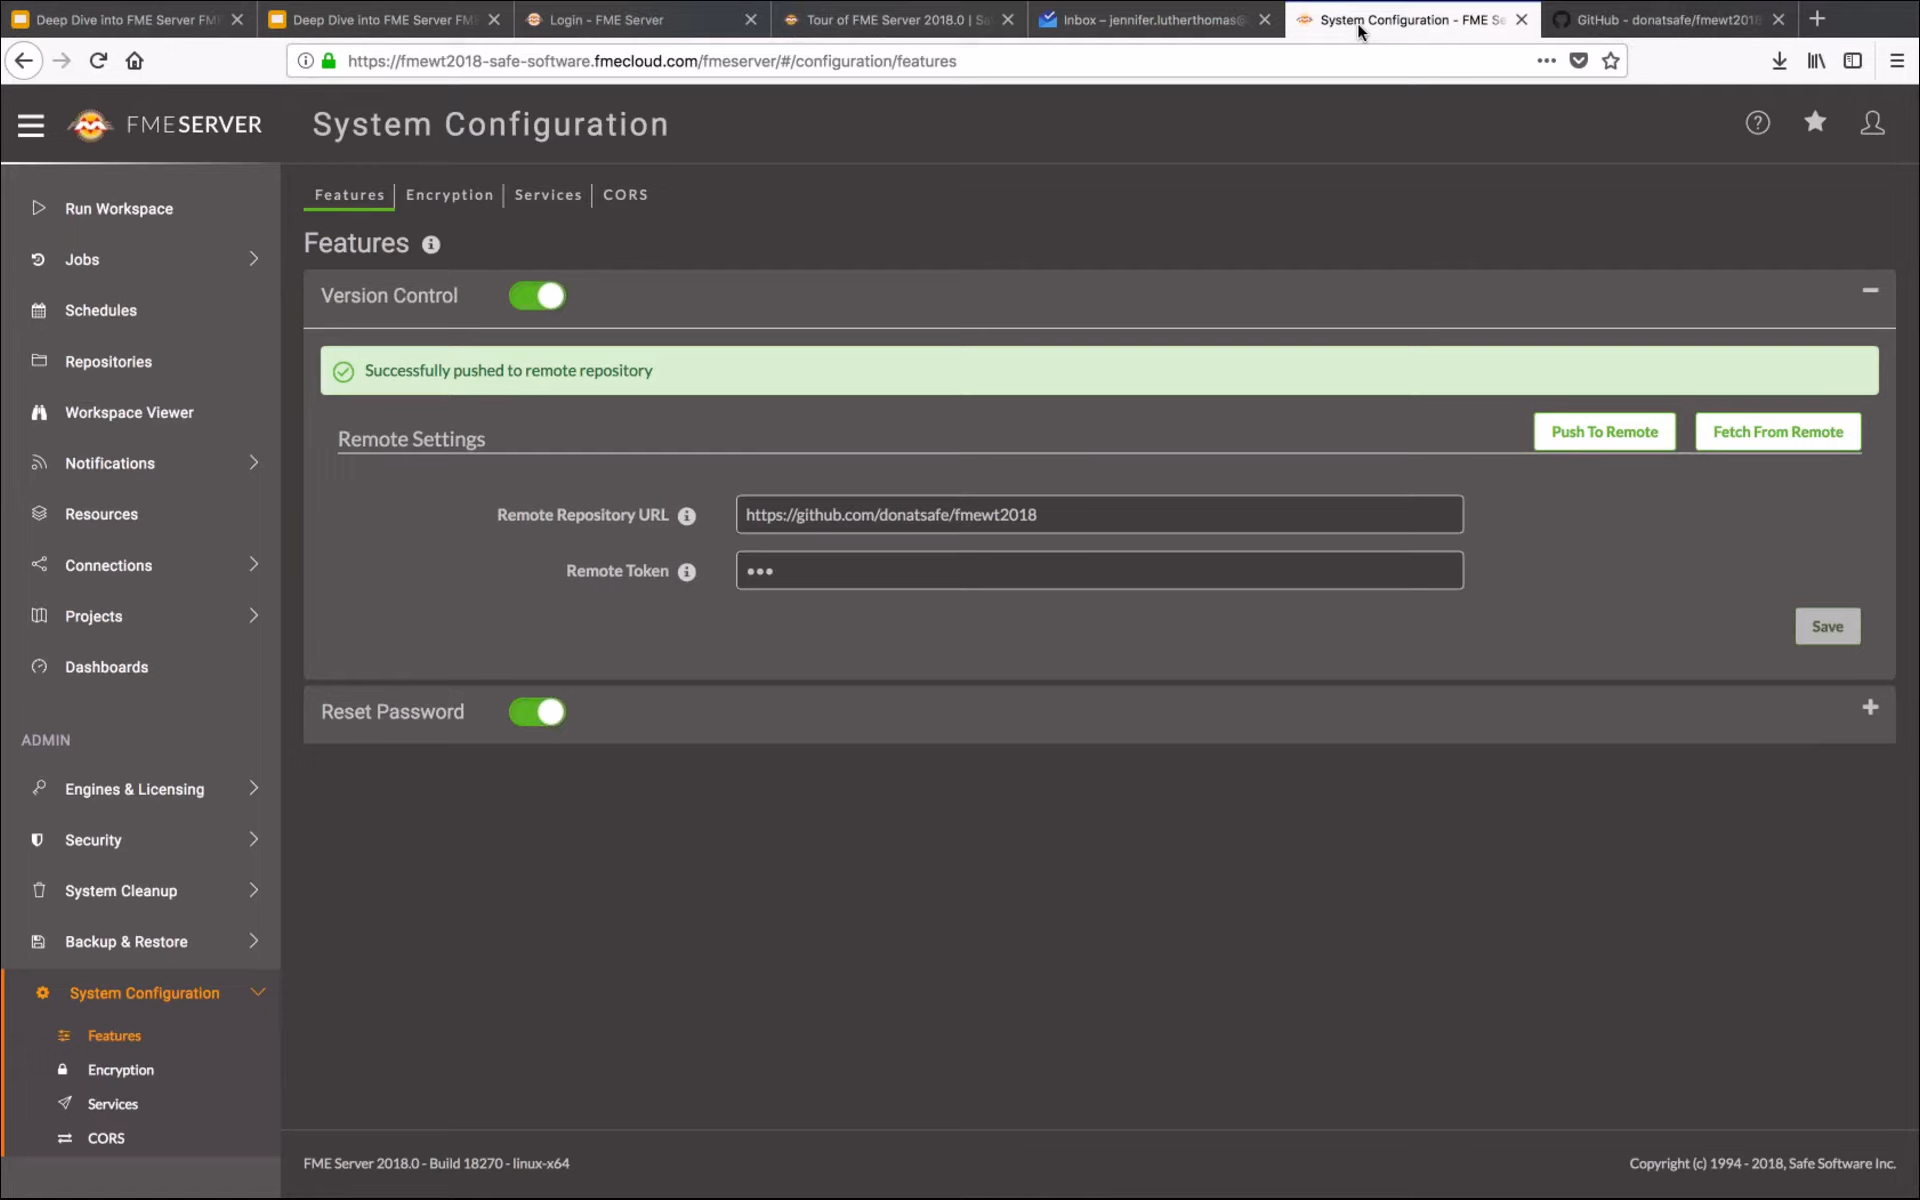 Deep Dive into FME Server FM
Deep Dive into FME Server FM
Login - FME Server
Tour of FME Server 2018.0 | Sa
Inbox – jennifer.lutherthomas@
System Configuration - FME Se
GitHub - donatsafe/fmewt2018
https://fmewt2018-safe-software.fmecloud.com/fmeserver/#/configuration/features
FMESERVER
System Configuration
Run Workspace
Jobs
Schedules
Repositories
Workspace Viewer
Notifications
Resources
Connections
Projects
Dashboards
ADMIN
Engines & Licensing
Security
System Cleanup
Backup & Restore
System Configuration
Features
Encryption
Services
CORS
Features | Encryption | Services | CORS
Features
Version Control
Successfully pushed to remote repository
Remote Settings
Push To Remote
Fetch From Remote
Remote Repository URL
https://github.com/donatsafe/fmewt2018
Remote Token
•••
Save
Reset Password
FME Server 2018.0 - Build 18270 - linux-x64
Copyright (c) 1994 - 2018, Safe Software Inc.